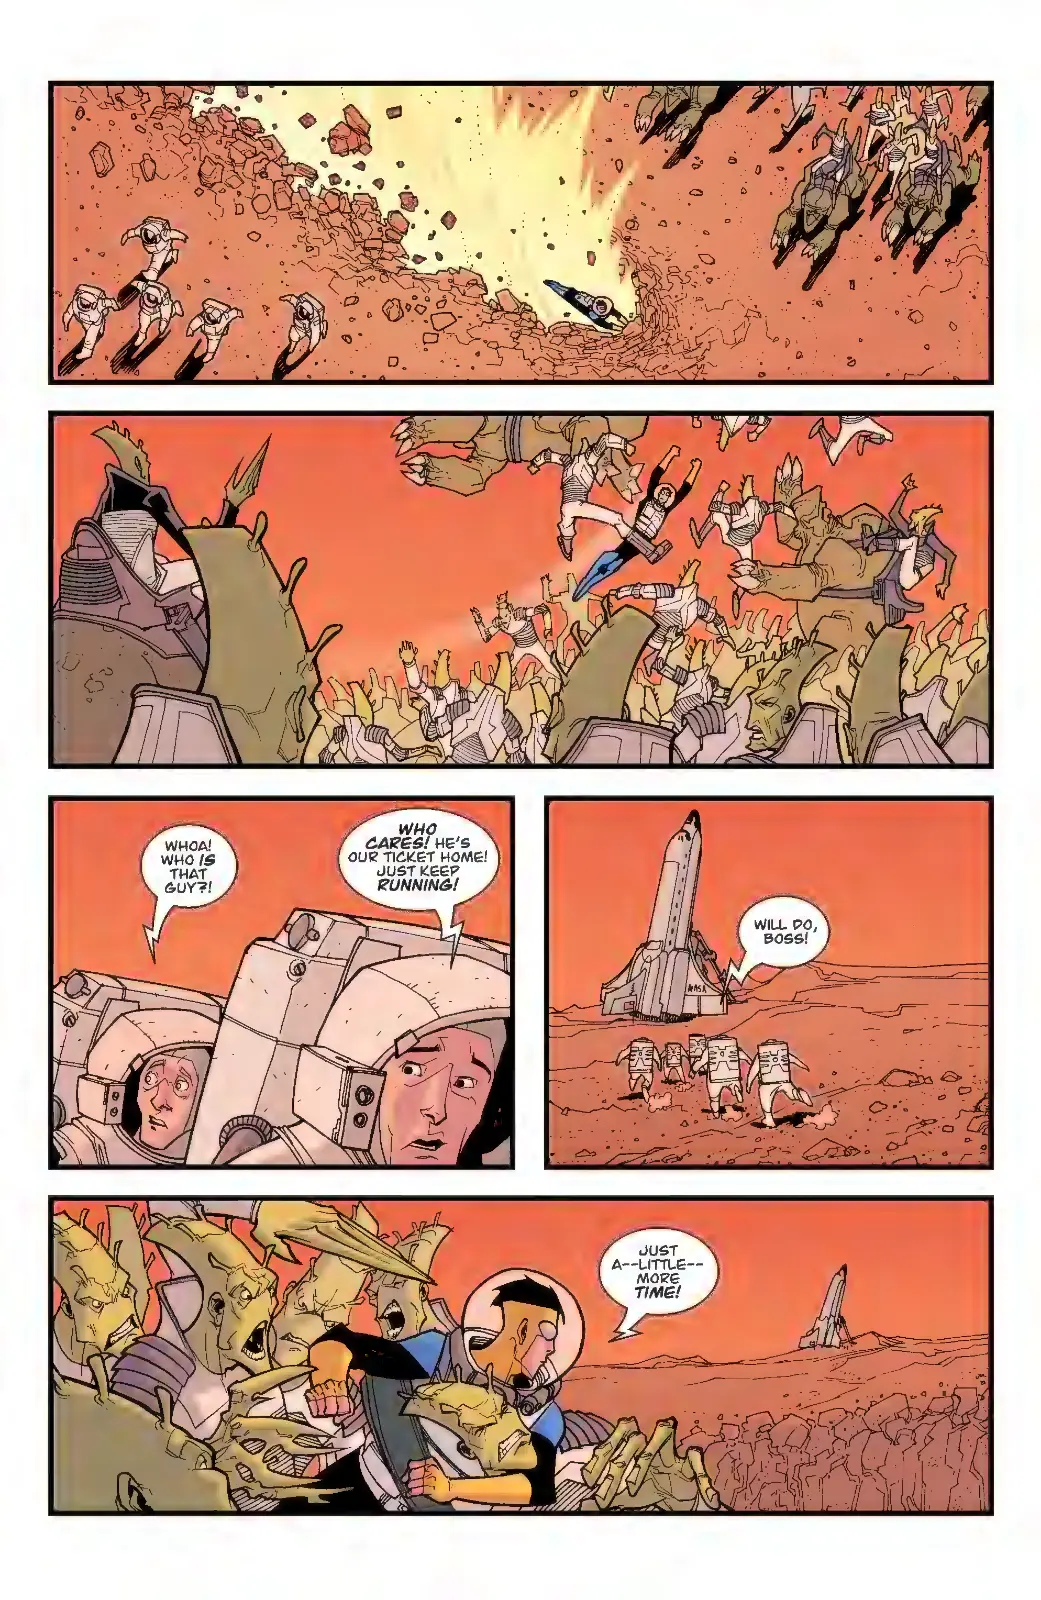 WHOA!
WHO IS
THAT
GUY?!
WHO
CARES! HE'S
OUR TICKET HOME!
JUST KEEP
RUNNING!
WILL DO,
BOSS!
NASA
JUST
A--LITTLE--
MORE
TIME!